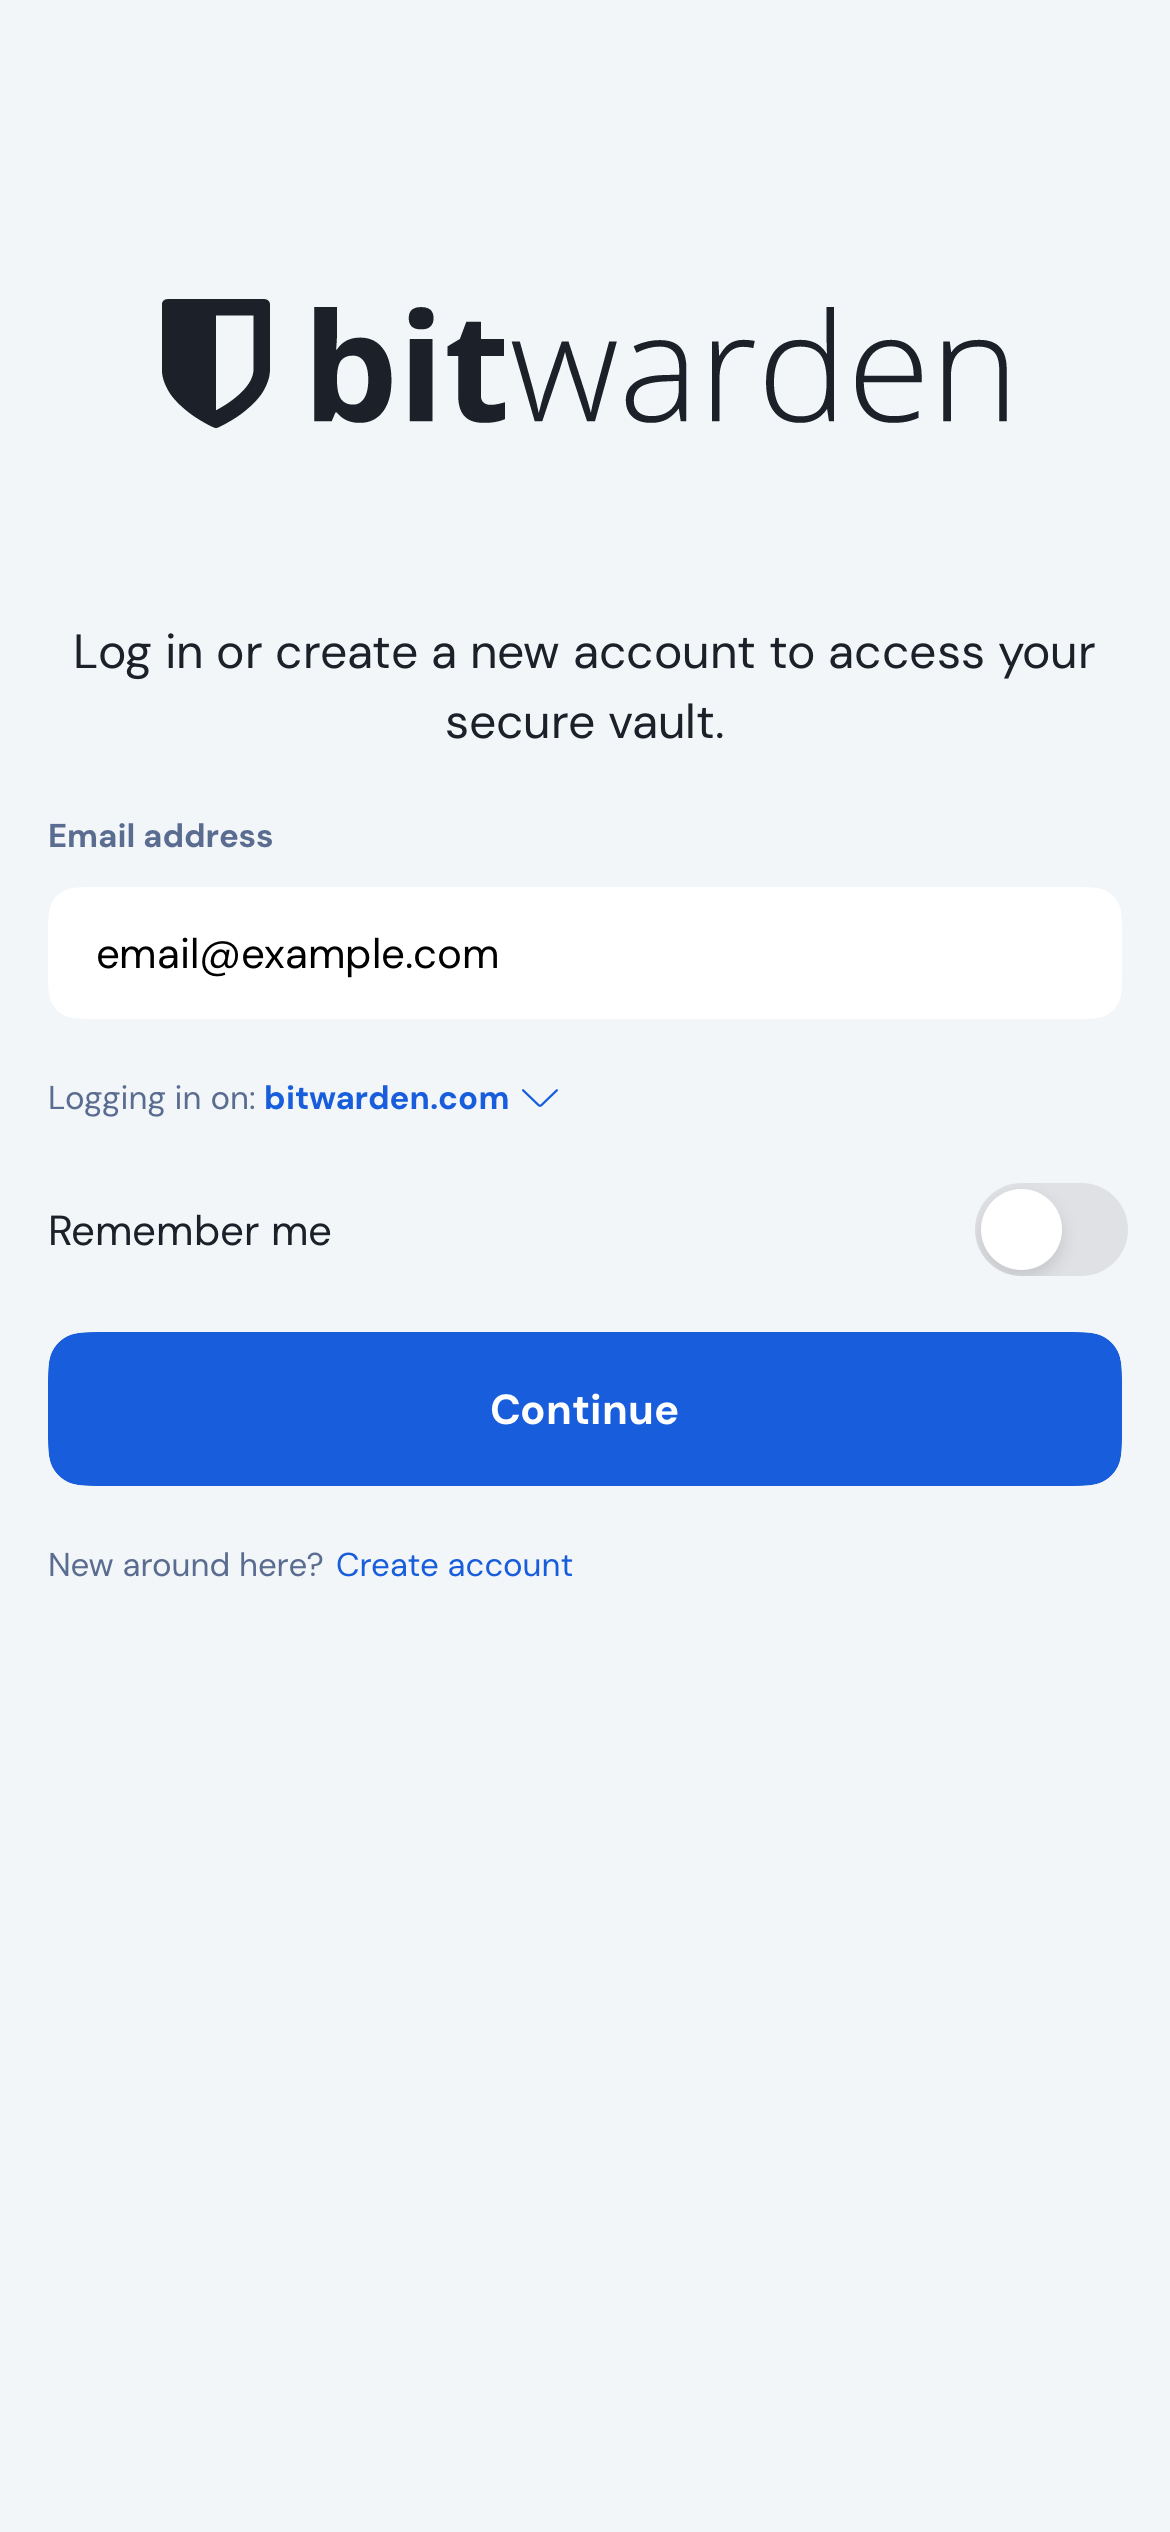 bitwarden
Log in or create a new account to access your
secure vault.
Email address
email@example.com
Logging in on: bitwarden.com
Remember me
Continue
New around here? Create account